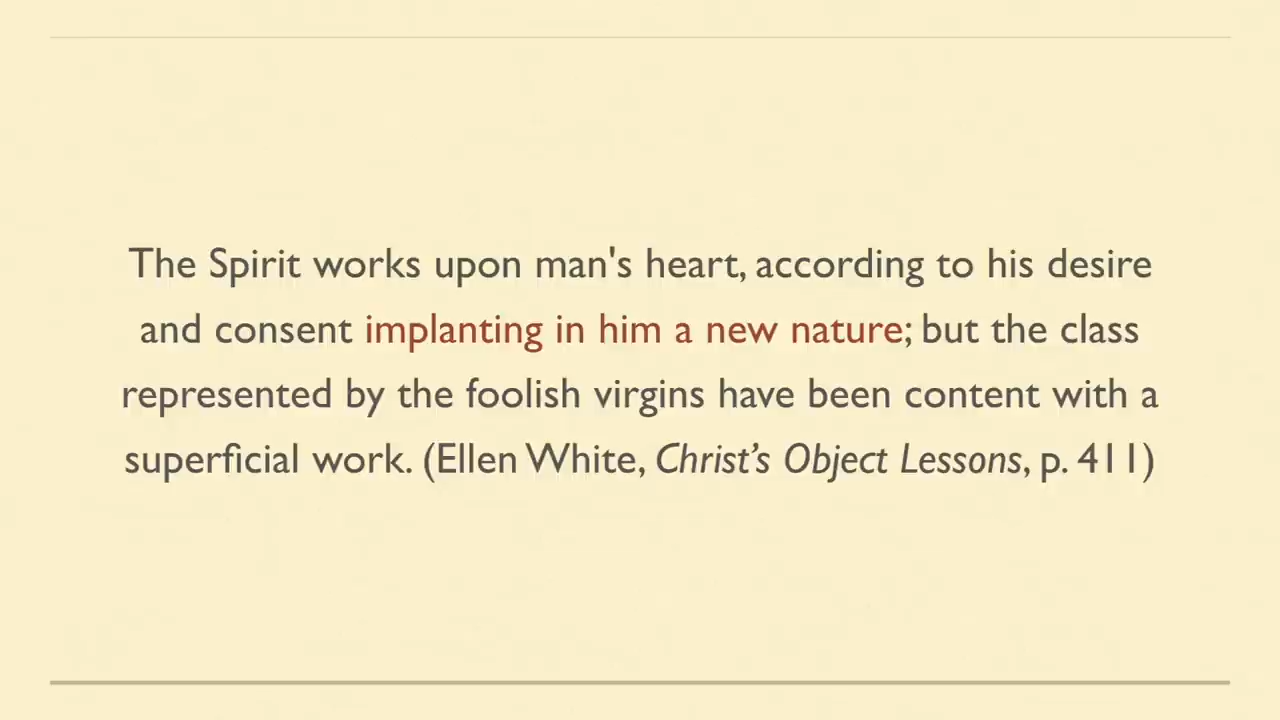 The Spirit works upon man's heart, according to his desire
and consent implanting in him a new nature; but the class
represented by the foolish virgins have been content with a
superficial work. (Ellen White, Christ’s Object Lessons, p. 411)